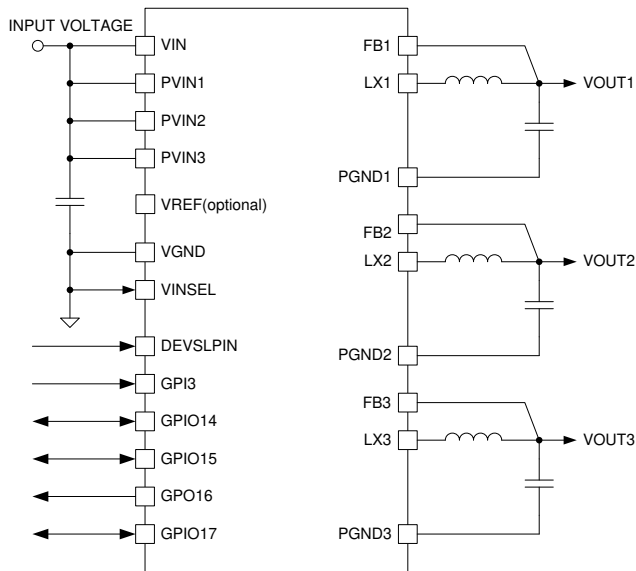 INPUT VOLTAGE
VIN
PVIN1
PVIN2
PVIN3
VREF(optional)
VGND
VINSEL
DEVSLPIN
GPI3
GPIO14
GPIO15
GPO16
GPIO17
FB1
LX1
VOUT1
PGND1
FB2
LX2
VOUT2
PGND2
FB3
LX3
VOUT3
PGND3